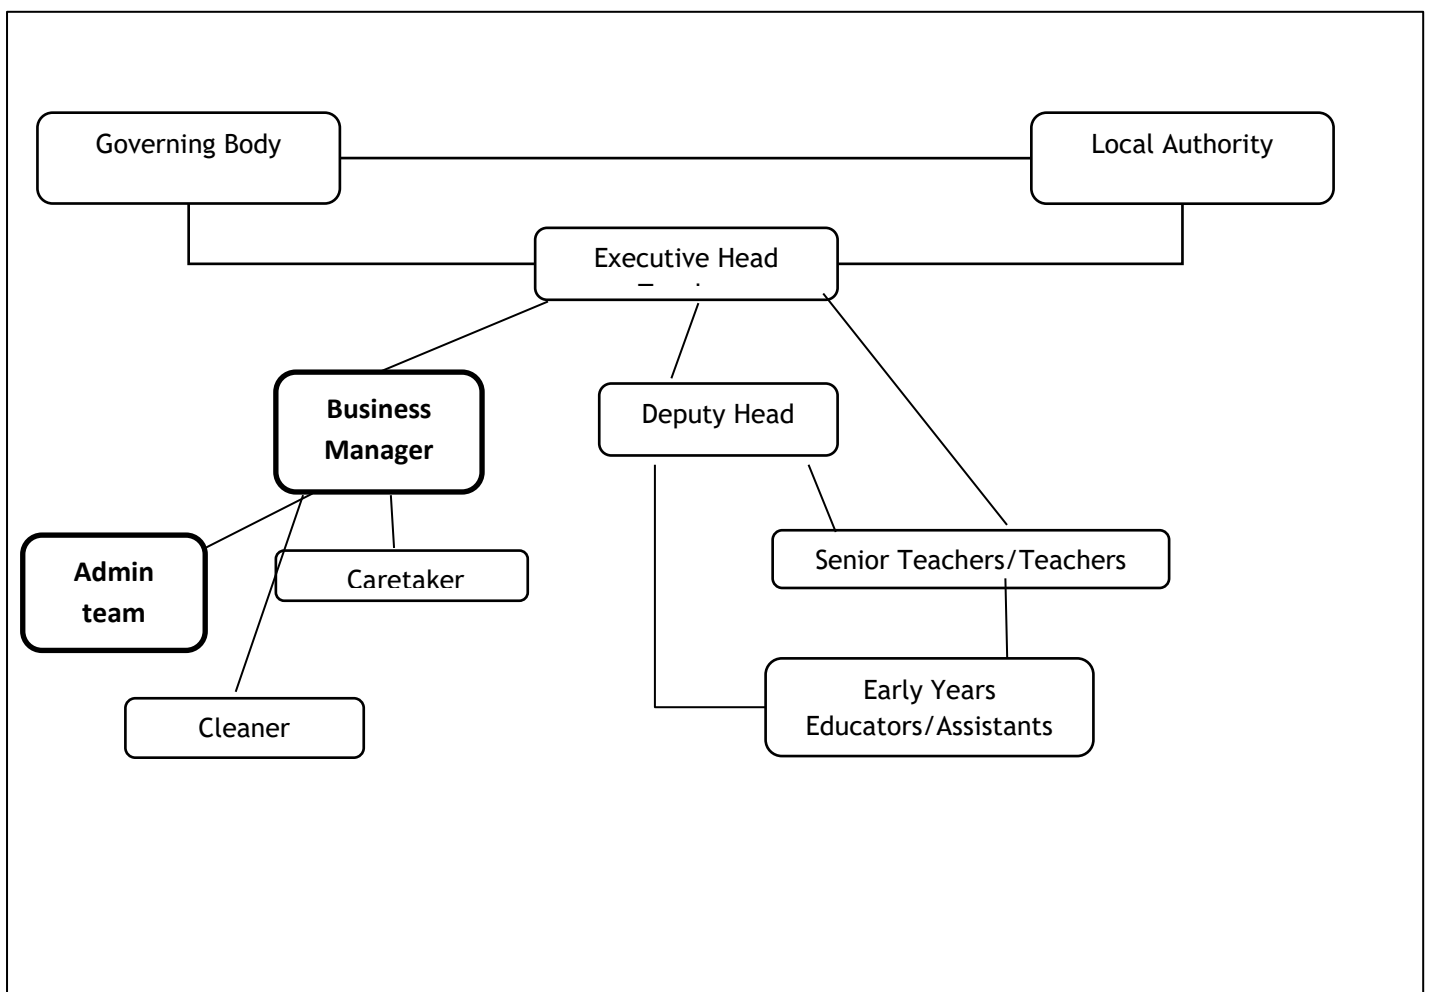 Governing Body
Local Authority
Executive Head
Business
Manager
Deputy Head
Admin
team
Caretaker
Senior Teachers/Teachers
Cleaner
Early Years
Educators/Assistants